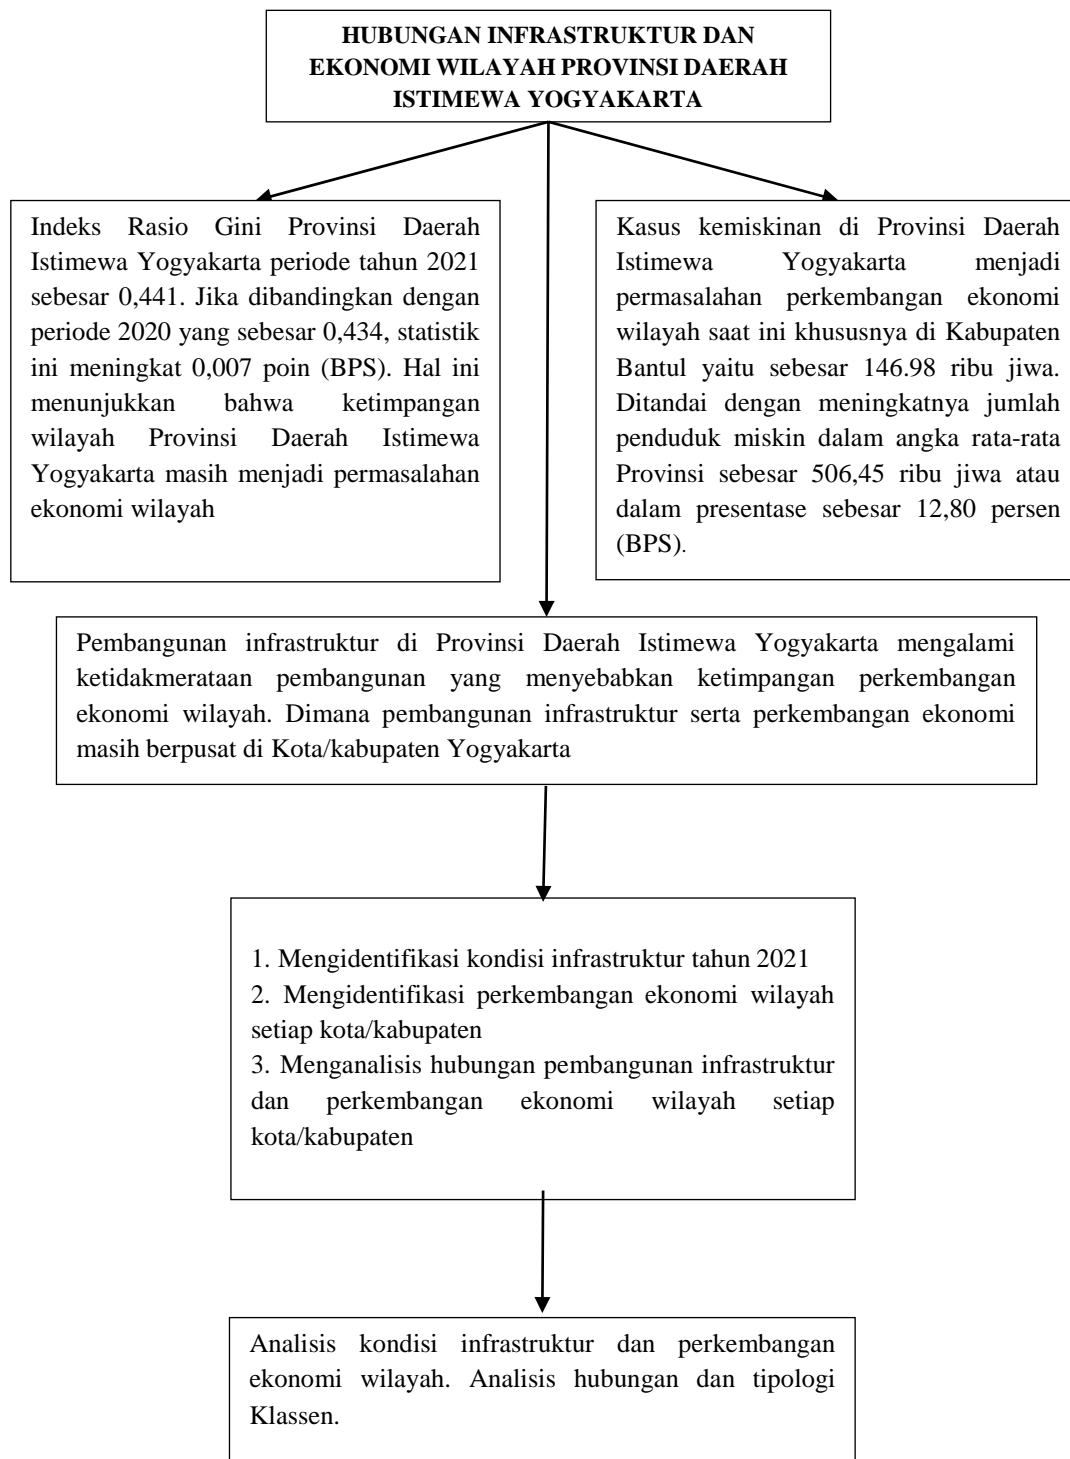 HUBUNGAN INFRASTRUKTUR DAN
EKONOMI WILAYAH PROVINSI DAERAH
ISTIMEWA YOGYAKARTA
Indeks Rasio Gini Provinsi Daerah
Istimewa Yogyakarta periode tahun 2021
sebesar 0,441. Jika dibandingkan dengan
periode 2020 yang sebesar 0,434, statistik
ini meningkat 0,007 poin (BPS). Hal ini
menunjukkan bahwa ketimpangan
wilayah Provinsi Daerah Istimewa
Yogyakarta masih menjadi permasalahan
ekonomi wilayah
Kasus kemiskinan di Provinsi Daerah
Istimewa Yogyakarta menjadi
permasalahan perkembangan ekonomi
wilayah saat ini khususnya di Kabupaten
Bantul yaitu sebesar 146.98 ribu jiwa.
Ditandai dengan meningkatnya jumlah
penduduk miskin dalam angka rata-rata
Provinsi sebesar 506,45 ribu jiwa atau
dalam presentase sebesar 12,80 persen
(BPS).
Pembangunan infrastruktur di Provinsi Daerah Istimewa Yogyakarta mengalami
ketidakmerataan pembangunan yang menyebabkan ketimpangan perkembangan
ekonomi wilayah. Dimana pembangunan infrastruktur serta perkembangan ekonomi
masih berpusat di Kota/kabupaten Yogyakarta
1. Mengidentifikasi kondisi infrastruktur tahun 2021
2. Mengidentifikasi perkembangan ekonomi wilayah
setiap kota/kabupaten
3. Menganalisis hubungan pembangunan infrastruktur
dan perkembangan ekonomi wilayah setiap
kota/kabupaten
Analisis kondisi infrastruktur dan perkembangan
ekonomi wilayah. Analisis hubungan dan tipologi
Klassen.